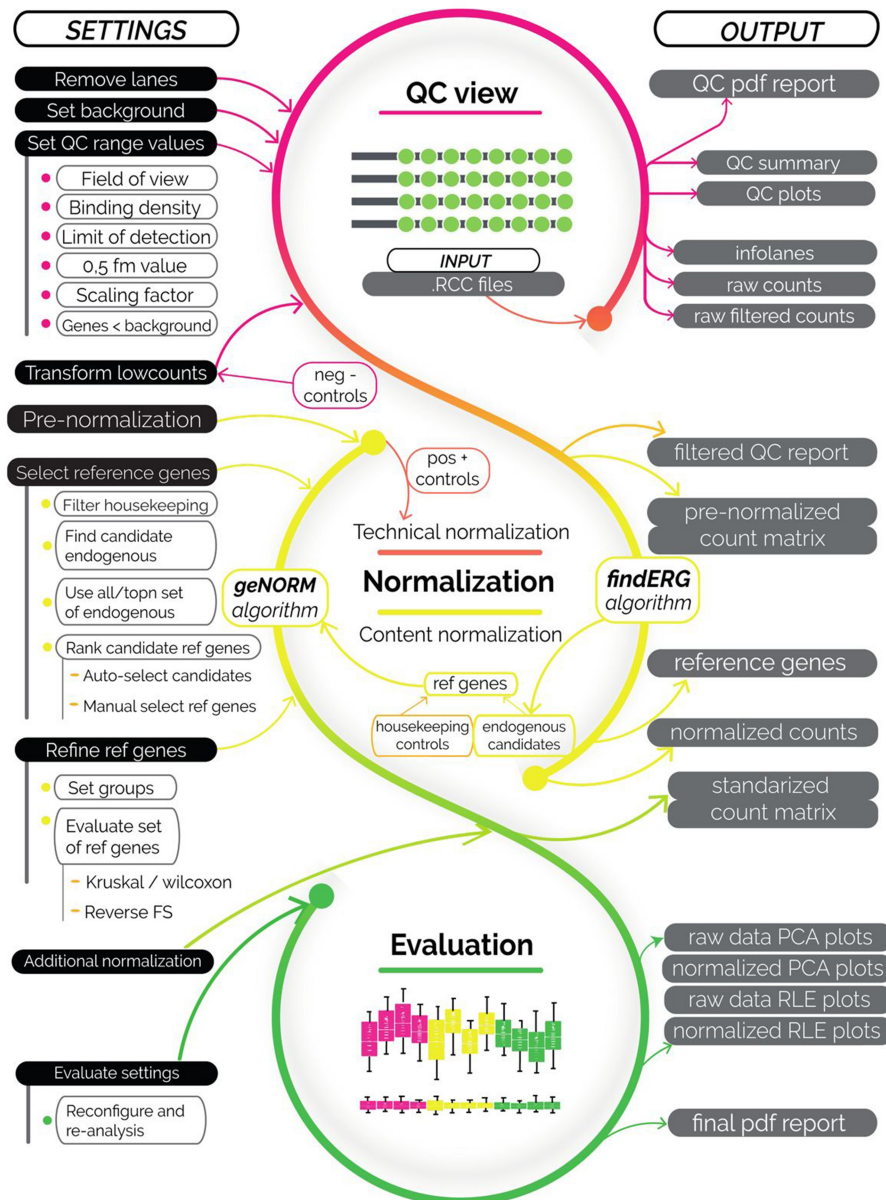 SETTINGS
Remove lanes
Set background
Set QC range values
Field of view
Binding density
Limit of detection
0,5 fm value
Scaling factor
Genes < background
Transform lowcounts
neg -
controls
Pre-normalization
Select reference genes
Filter housekeeping
Find candidate
endogenous
Use all/topn set
of endogenous
Rank candidate ref genes
Auto-select candidates
Manual select ref genes
Refine ref genes
Set groups
Evaluate set
of ref genes
Kruskal / wilcoxon
Reverse FS
Additional normalization
Evaluate settings
Reconfigure and
re-analysis
QC view
INPUT
.RCC files
pos +
controls
Technical normalization
Normalization
Content normalization
geNORM
algorithm
findERG
algorithm
ref genes
housekeeping
controls
endogenous
candidates
Evaluation
OUTPUT
QC pdf report
QC summary
QC plots
infolanes
raw counts
raw filtered counts
filtered QC report
pre-normalized
count matrix
reference genes
normalized counts
standarized
count matrix
raw data PCA plots
normalized PCA plots
raw data RLE plots
normalized RLE plots
final pdf report